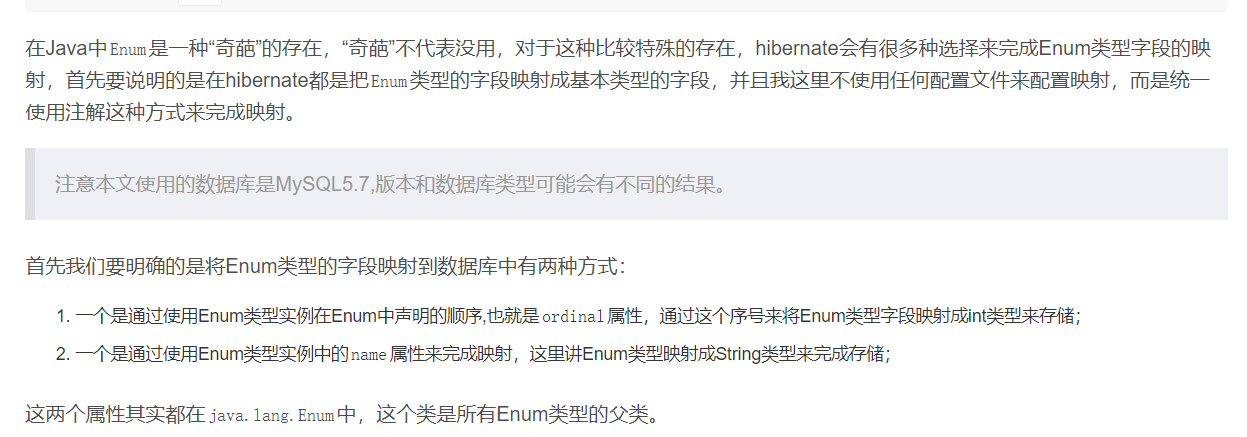 在Java中Enum是一种“奇葩”的存在，“奇葩”不代表没用，对于这种比较特殊的存在，hibernate会有很多种选择来完成Enum类型字段的映
射，首先要说明的是在hibernate都是把Enum类型的字段映射成基本类型的字段，并且我这里不使用任何配置文件来配置映射，而是统一
使用注解这种方式来完成映射。
注意本文使用的数据库是MySQL5.7,版本和数据库类型可能会有不同的结果。
首先我们要明确的是将Enum类型的字段映射到数据库中有两种方式：
1. 一个是通过使用Enum类型实例在Enum中声明的顺序,也就是ordinal属性，通过这个序号来将Enum类型字段映射成int类型来存储；
2. 一个是通过使用Enum类型实例中的name属性来完成映射，这里讲Enum类型映射成String类型来完成存储；
这两个属性其实都在java.lang.Enum中，这个类是所有Enum类型的父类。